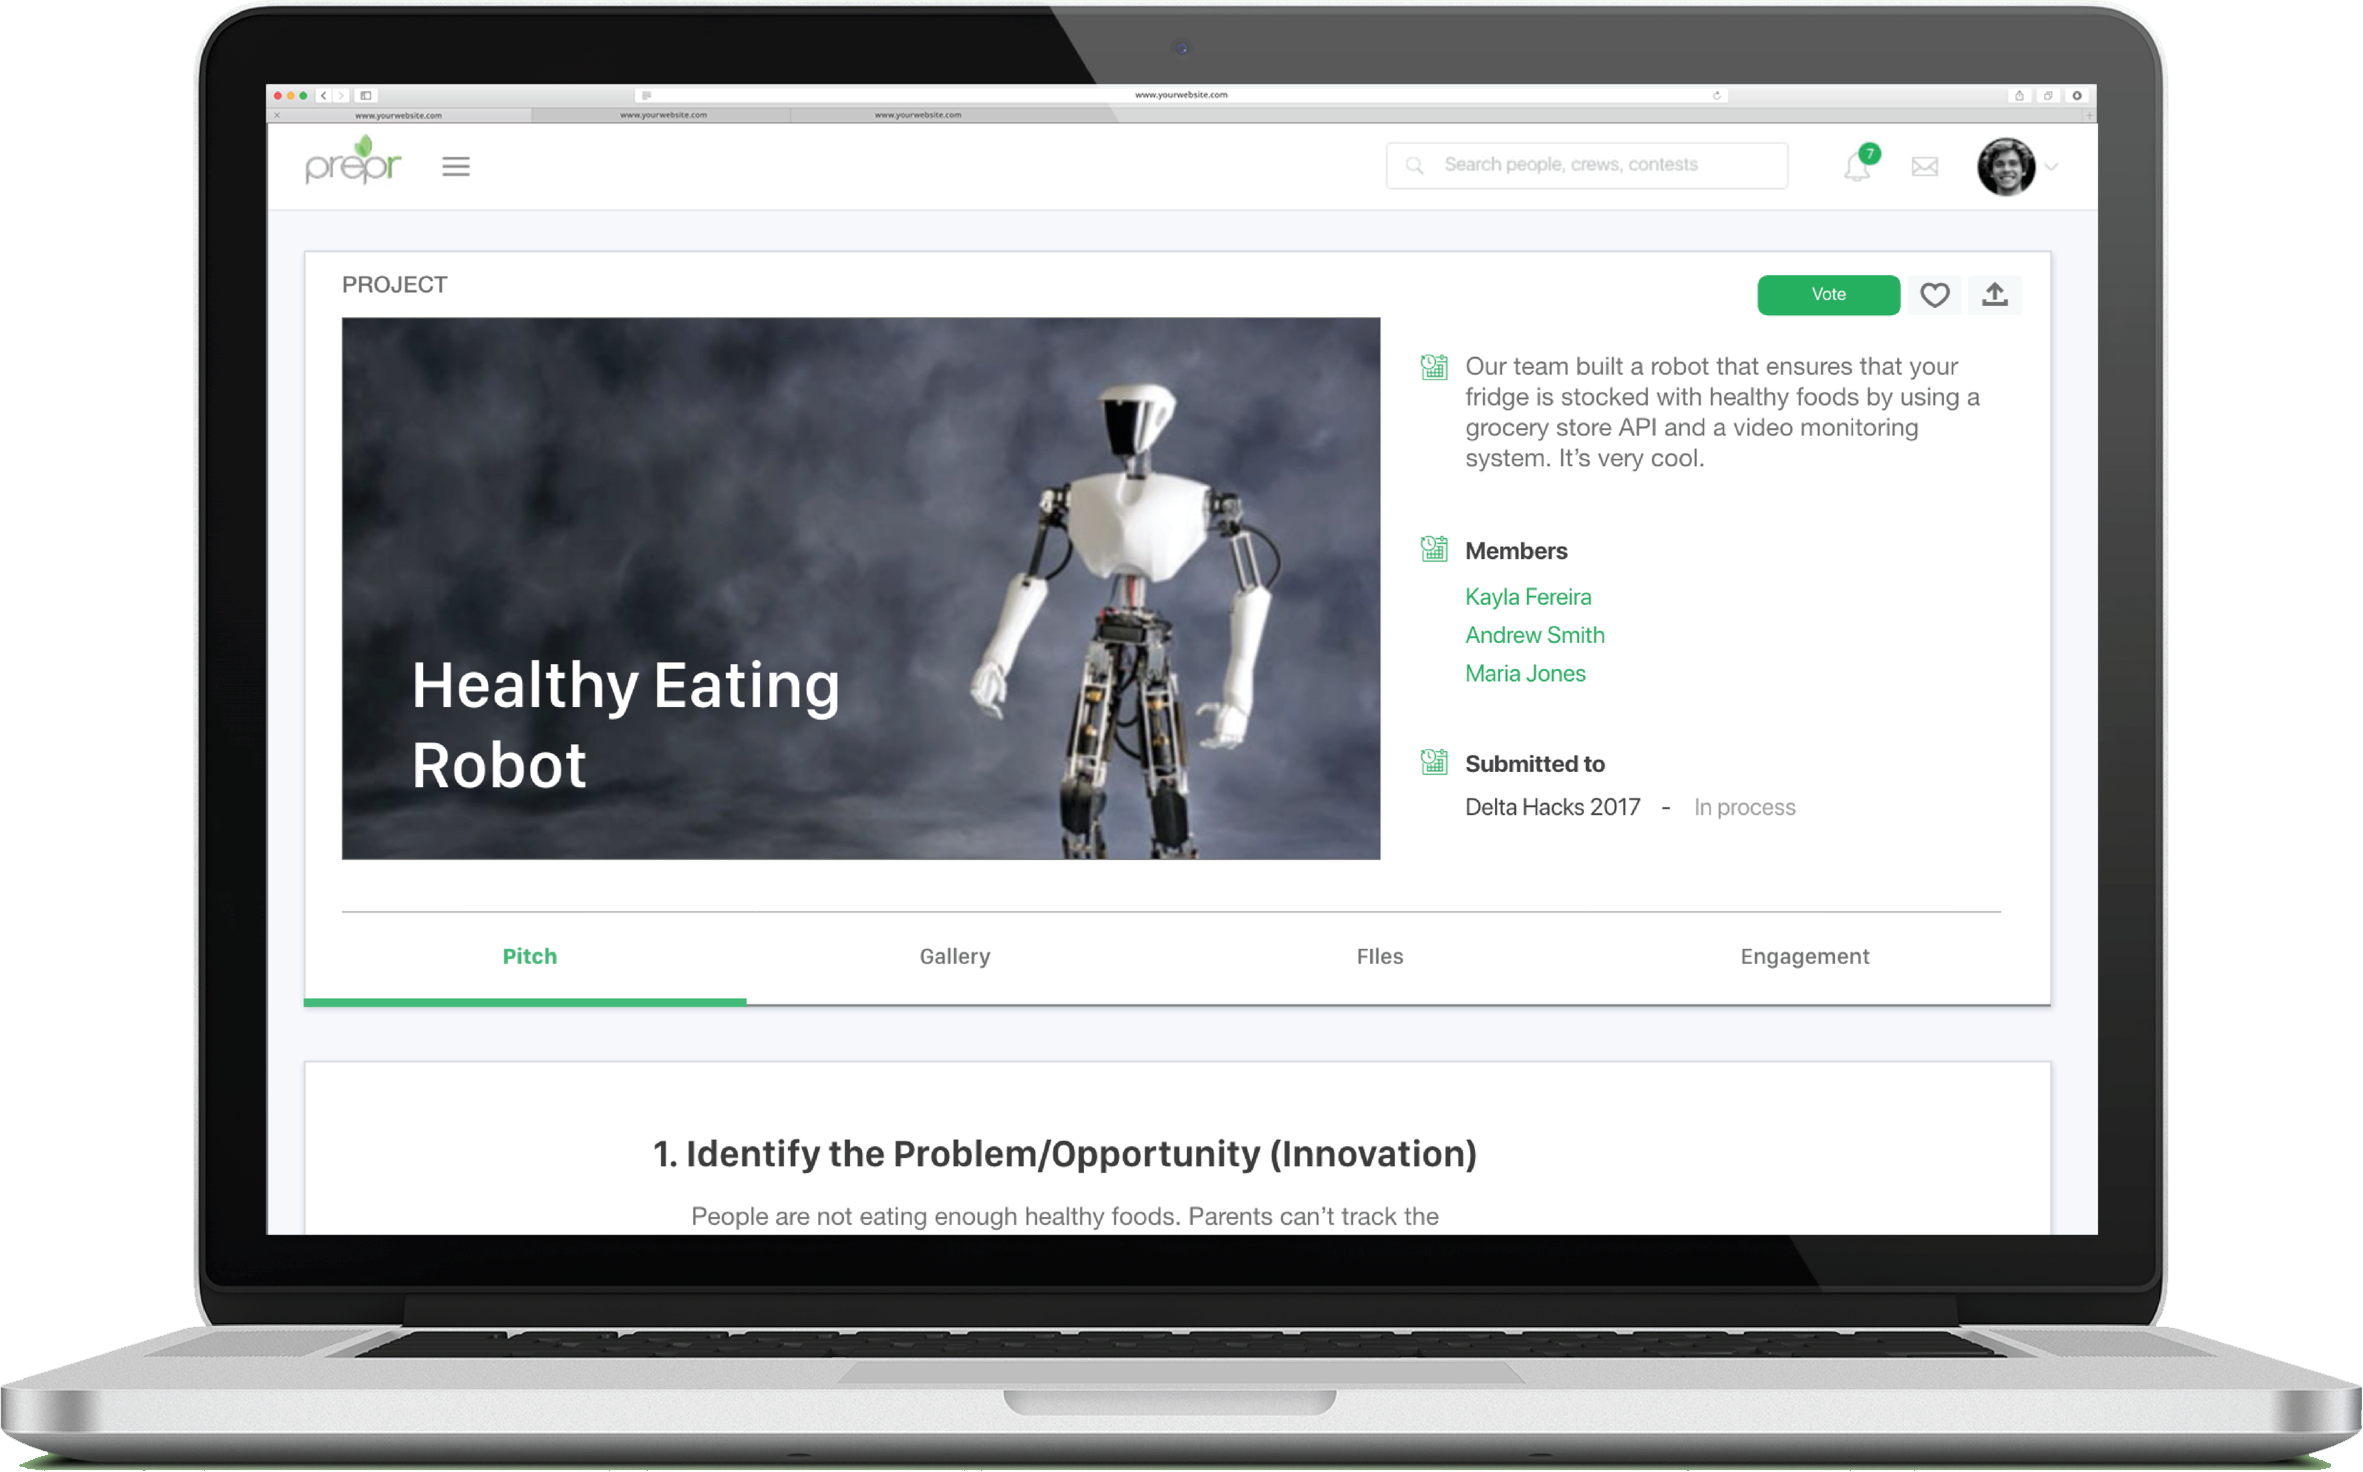 www.yourwebsite.com
www.yourwebsite.com
www.yourwebsite.com
www.yourwebsite.com
prepr
Search people, crews, contests
7
PROJECT
Vote
Healthy Eating
Robot
Our team built a robot that ensures that your
fridge is stocked with healthy foods by using a
grocery store API and a video monitoring
system. It’s very cool.
Members
Kayla Fereira
Andrew Smith
Maria Jones
Submitted to
Delta Hacks 2017 - In process
Pitch
Gallery
FIles
Engagement
1. Identify the Problem/Opportunity (Innovation)
People are not eating enough healthy foods. Parents can’t track the